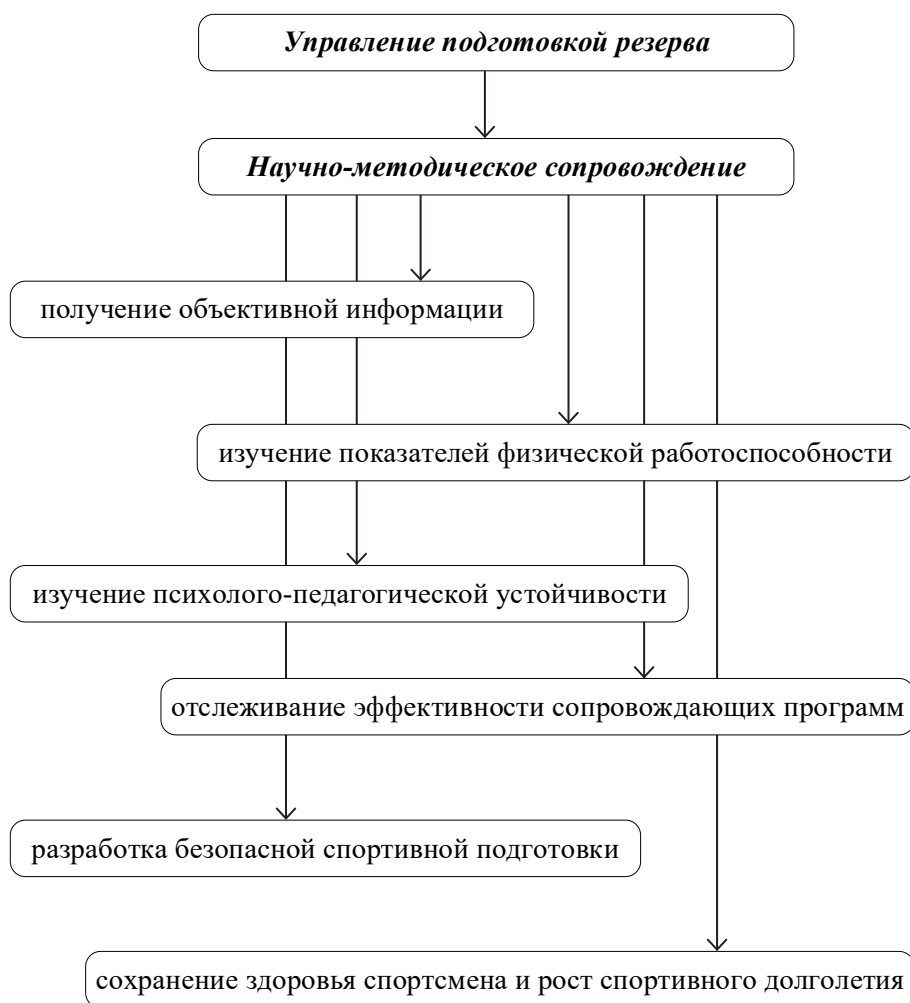 Управление подготовкой резерва
Научно-методическое сопровождение
получение объективной информации
изучение показателей физической работоспособности
изучение психолого-педагогической устойчивости
отслеживание эффективности сопровождающих программ
разработка безопасной спортивной подготовки
сохранение здоровья спортсмена и рост спортивного долголетия